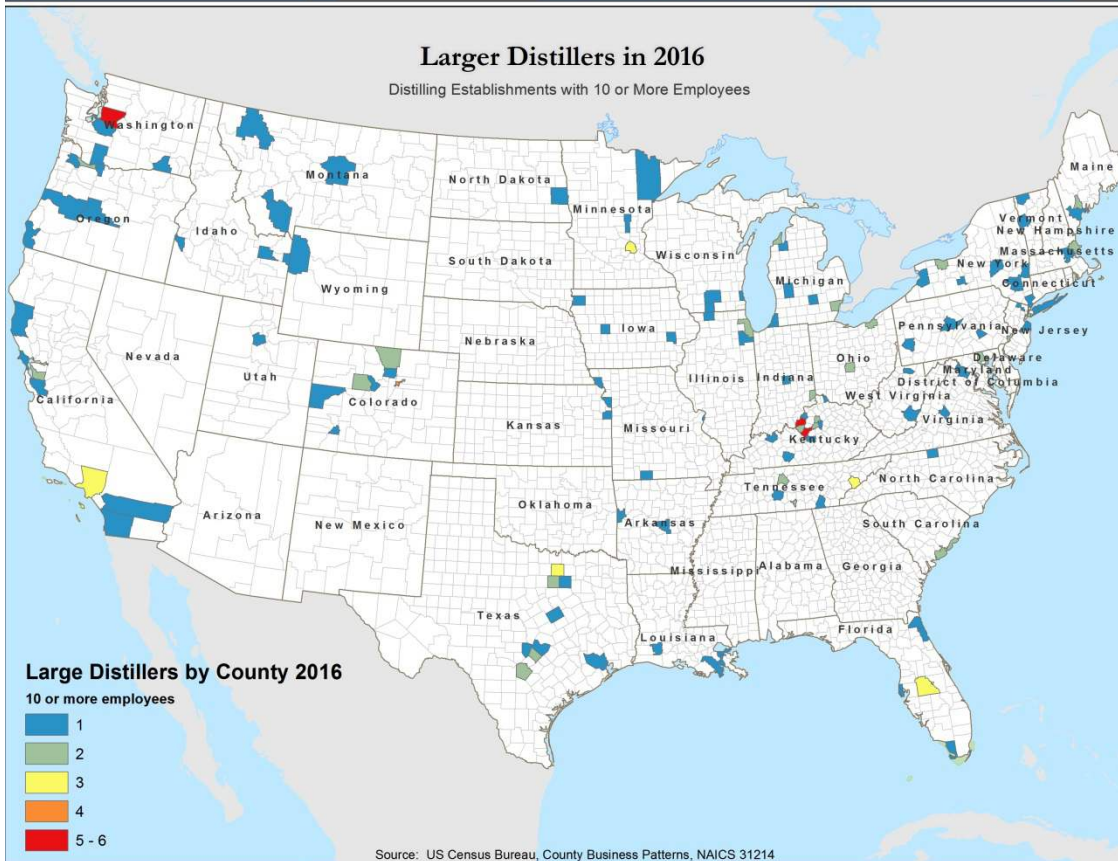 Larger Distillers in 2016
Distilling Establishments with 10 or More Employees
Washington
Montana
North Dakota
Minnesota
Maine
Oregon
Idaho
Vermont
New Hampshire
South Dakota
Wisconsin
Massachusetts
New York
Michigan
Connecticut
Wyoming
Iowa
Pennsylvania
New Jersey
Nebraska
Nevada
Utah
Ohio
Delaware
Maryland
District of Columbia
Illinois
Indiana
West Virginia
California
Colorado
Virginia
Kansas
Missouri
Kentucky
Tennessee
North Carolina
Oklahoma
Arizona
New Mexico
Arkansas
South Carolina
Mississippi
Alabama
Georgia
Texas
Louisiana
Florida
Large Distillers by County 2016
10 or more employees
1
2
3
4
5 - 6
Source: US Census Bureau, County Business Patterns, NAICS 31214